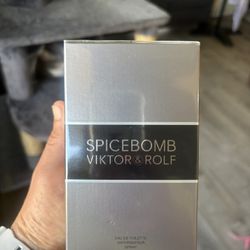 SPICEBOMB
VIKTOR & ROLF
EAU DE TOILETTE